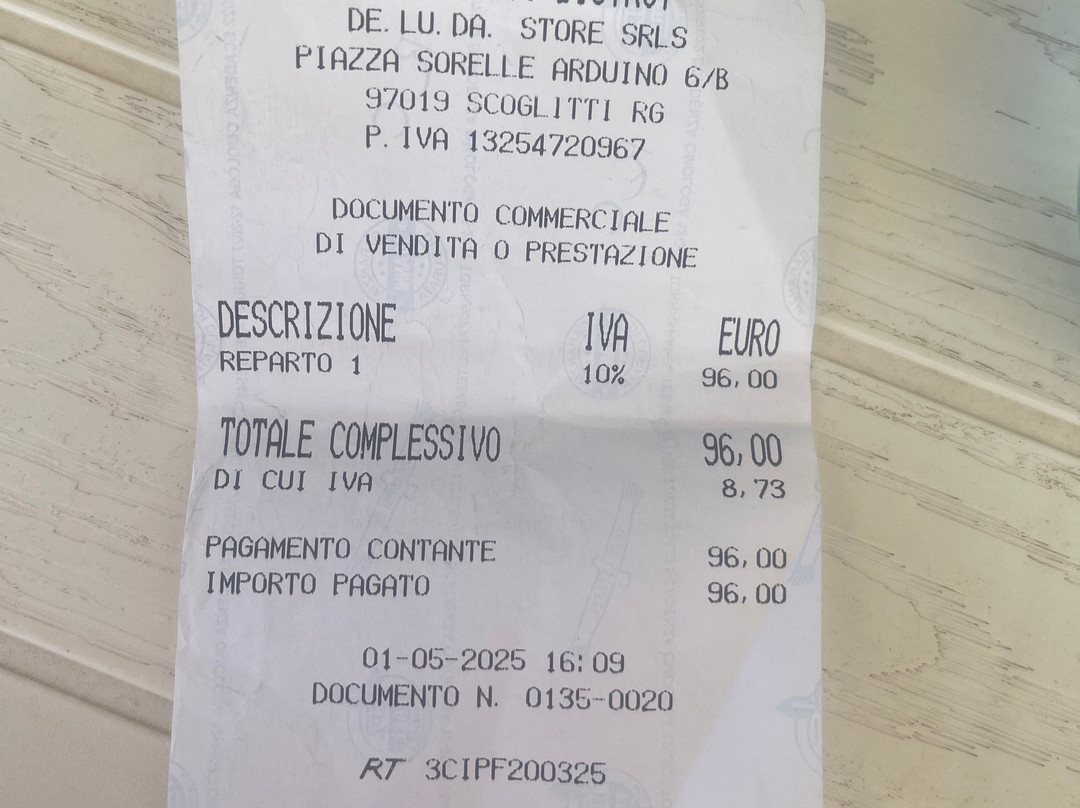 DE. LU. DA. STORE SRLS
PIAZZA SORELLE ARDUINO 6/B
97019 SCOGLITTI RG
P. IVA 13254720967
DOCUMENTO COMMERCIALE
DI VENDITA O PRESTAZIONE
DESCRIZIONE IVA EURO
REPARTO 1 10% 96,00
TOTALE COMPLESSIVO 96,00
DI CUI IVA 8,73
PAGAMENTO CONTANTE 96,00
IMPORTO PAGATO 96,00
01-05-2025 16:09
DOCUMENTO N. 0135-0020
RT 3CIPF200325